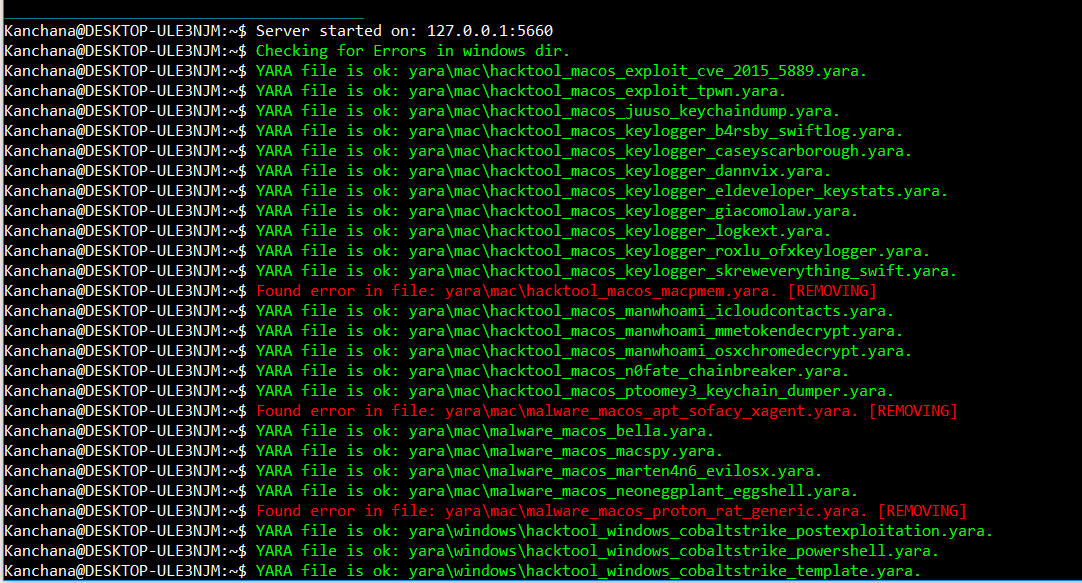 Kanchana@DESKTOP-ULE3NJM:~$ Server started on: 127.0.0.1:5660
Kanchana@DESKTOP-ULE3NJM:~$ Checking for Errors in windows dir.
Kanchana@DESKTOP-ULE3NJM:~$ YARA file is ok: yara\mac\hacktool_macos_exploit_cve_2015_5889.yara.
Kanchana@DESKTOP-ULE3NJM:~$ YARA file is ok: yara\mac\hacktool_macos_exploit_tpwn.yara.
Kanchana@DESKTOP-ULE3NJM:~$ YARA file is ok: yara\mac\hacktool_macos_juuso_keychaindump.yara.
Kanchana@DESKTOP-ULE3NJM:~$ YARA file is ok: yara\mac\hacktool_macos_keylogger_b4rsby_swiftlog.yara.
Kanchana@DESKTOP-ULE3NJM:~$ YARA file is ok: yara\mac\hacktool_macos_keylogger_caseyscarborough.yara.
Kanchana@DESKTOP-ULE3NJM:~$ YARA file is ok: yara\mac\hacktool_macos_keylogger_dannvix.yara.
Kanchana@DESKTOP-ULE3NJM:~$ YARA file is ok: yara\mac\hacktool_macos_keylogger_eldeveloper_keystats.yara.
Kanchana@DESKTOP-ULE3NJM:~$ YARA file is ok: yara\mac\hacktool_macos_keylogger_giacomolaw.yara.
Kanchana@DESKTOP-ULE3NJM:~$ YARA file is ok: yara\mac\hacktool_macos_keylogger_logkext.yara.
Kanchana@DESKTOP-ULE3NJM:~$ YARA file is ok: yara\mac\hacktool_macos_keylogger_roxlu_ofxkeylogger.yara.
Kanchana@DESKTOP-ULE3NJM:~$ YARA file is ok: yara\mac\hacktool_macos_keylogger_skreweverything_swift.yara.
Kanchana@DESKTOP-ULE3NJM:~$ Found error in file: yara\mac\hacktool_macos_macpmem.yara. [REMOVING]
Kanchana@DESKTOP-ULE3NJM:~$ YARA file is ok: yara\mac\hacktool_macos_manwhoami_icloudcontacts.yara.
Kanchana@DESKTOP-ULE3NJM:~$ YARA file is ok: yara\mac\hacktool_macos_manwhoami_mmetokendecrypt.yara.
Kanchana@DESKTOP-ULE3NJM:~$ YARA file is ok: yara\mac\hacktool_macos_manwhoami_osxchromedecrypt.yara.
Kanchana@DESKTOP-ULE3NJM:~$ YARA file is ok: yara\mac\hacktool_macos_n0fate_chainbreaker.yara.
Kanchana@DESKTOP-ULE3NJM:~$ YARA file is ok: yara\mac\hacktool_macos_ptoomey3_keychain_dumper.yara.
Kanchana@DESKTOP-ULE3NJM:~$ Found error in file: yara\mac\malware_macos_apt_sofacy_xagent.yara. [REMOVING]
Kanchana@DESKTOP-ULE3NJM:~$ YARA file is ok: yara\mac\malware_macos_bella.yara.
Kanchana@DESKTOP-ULE3NJM:~$ YARA file is ok: yara\mac\malware_macos_macspy.yara.
Kanchana@DESKTOP-ULE3NJM:~$ YARA file is ok: yara\mac\malware_macos_marten4n6_evilosx.yara.
Kanchana@DESKTOP-ULE3NJM:~$ YARA file is ok: yara\mac\malware_macos_neoneggplant_eggshell.yara.
Kanchana@DESKTOP-ULE3NJM:~$ Found error in file: yara\mac\malware_macos_proton_rat_generic.yara. [REMOVING]
Kanchana@DESKTOP-ULE3NJM:~$ YARA file is ok: yara\windows\hacktool_windows_cobaltstrike_postexploitation.yara.
Kanchana@DESKTOP-ULE3NJM:~$ YARA file is ok: yara\windows\hacktool_windows_cobaltstrike_powershell.yara.
Kanchana@DESKTOP-ULE3NJM:~$ YARA file is ok: yara\windows\hacktool_windows_cobaltstrike_template.yara.